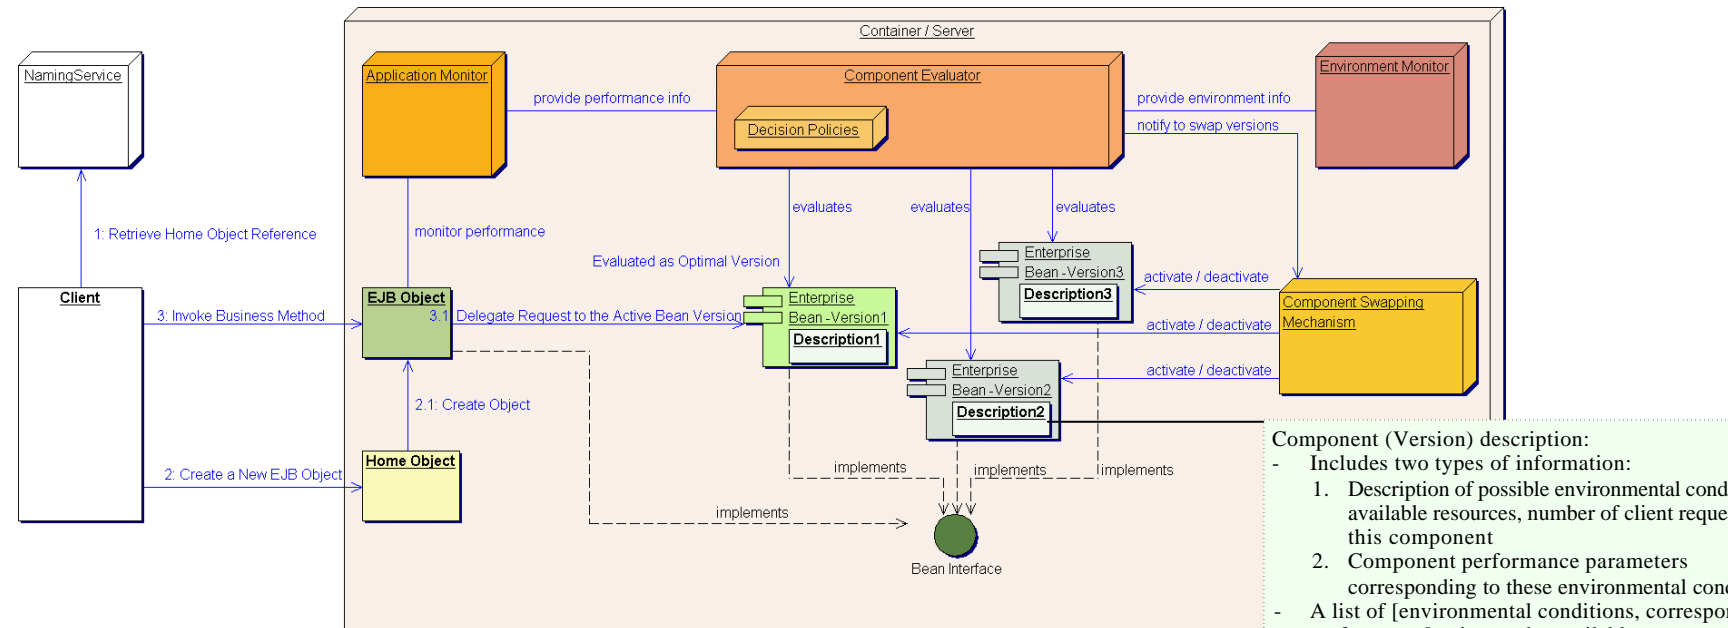 Container / Server
NamingService
Application Monitor
Component Evaluator
Environment Monitor
provide performance info
provide environment info
Decision Policies
notify to swap versions
evaluates
evaluates
evaluates
1: Retrieve Home Object Reference
monitor performance
Evaluated as Optimal Version
Enterprise
Bean -Version3
Description3
activate / deactivate
Client
EJB Object
Enterprise
Bean -Version1
Description1
Component Swapping
Mechanism
3: Invoke Business Method
3.1: Delegate Request to the Active Bean Version
activate / deactivate
Enterprise
Bean -Version2
Description2
activate / deactivate
2.1: Create Object
Home Object
2: Create a New EJB Object
implements
implements
implements
implements
Bean Interface
Component (Version) description:
- Includes two types of information:
1. Description of possible environmental cond
available resources, number of client reque
this component
2. Component performance parameters
corresponding to these environmental con
- A list of [environmental conditions, correspo